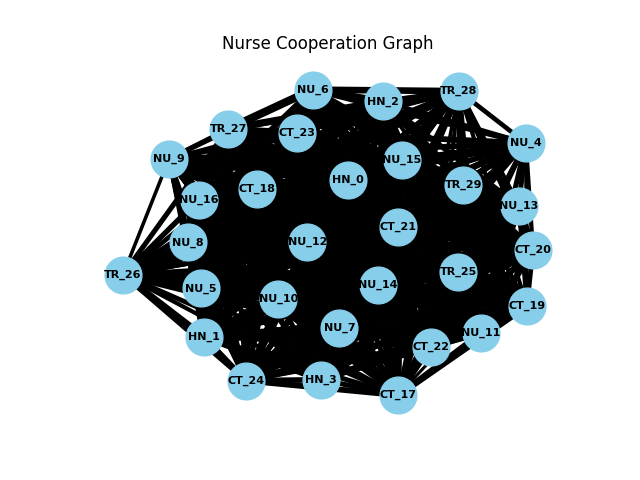 Nurse Cooperation Graph
NU_6
HN_2
TR_28
TR_27
CT_23
NU_4
NU_9
NU_15
HN_0
TR_29
CT_18
NU_16
NU_13
CT_21
NU_8
NU_12
CT_20
TR_26
TR_25
NU_5
NU_14
NU_10
CT_19
NU_7
NU_11
HN_1
CT_22
CT_24
HN_3
CT_17